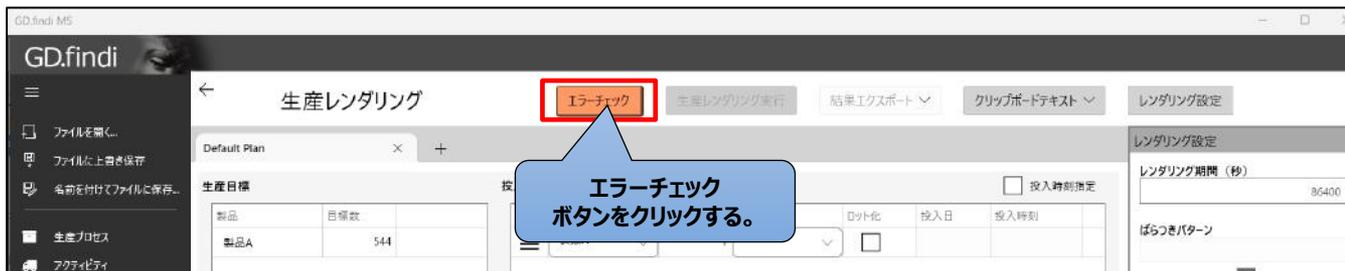 GD.findi MS
GD.findi
生産レンダリング
エラーチェック
生産レンダリング実行
結果エクスポート
クリップボードテキスト
レンダリング設定
ファイルを開く...
ファイルに上書き保存
名前を付けてファイルに保存...
生産プロセス
アクティビティ
Default Plan
生産目標
製品
目標数
製品A
544
エラーチェック
ボタンをクリックする。
投入時刻指定
ロット化
投入日
投入時刻
レンダリング設定
レンダリング期間（秒）
86400
ばらつきパターン